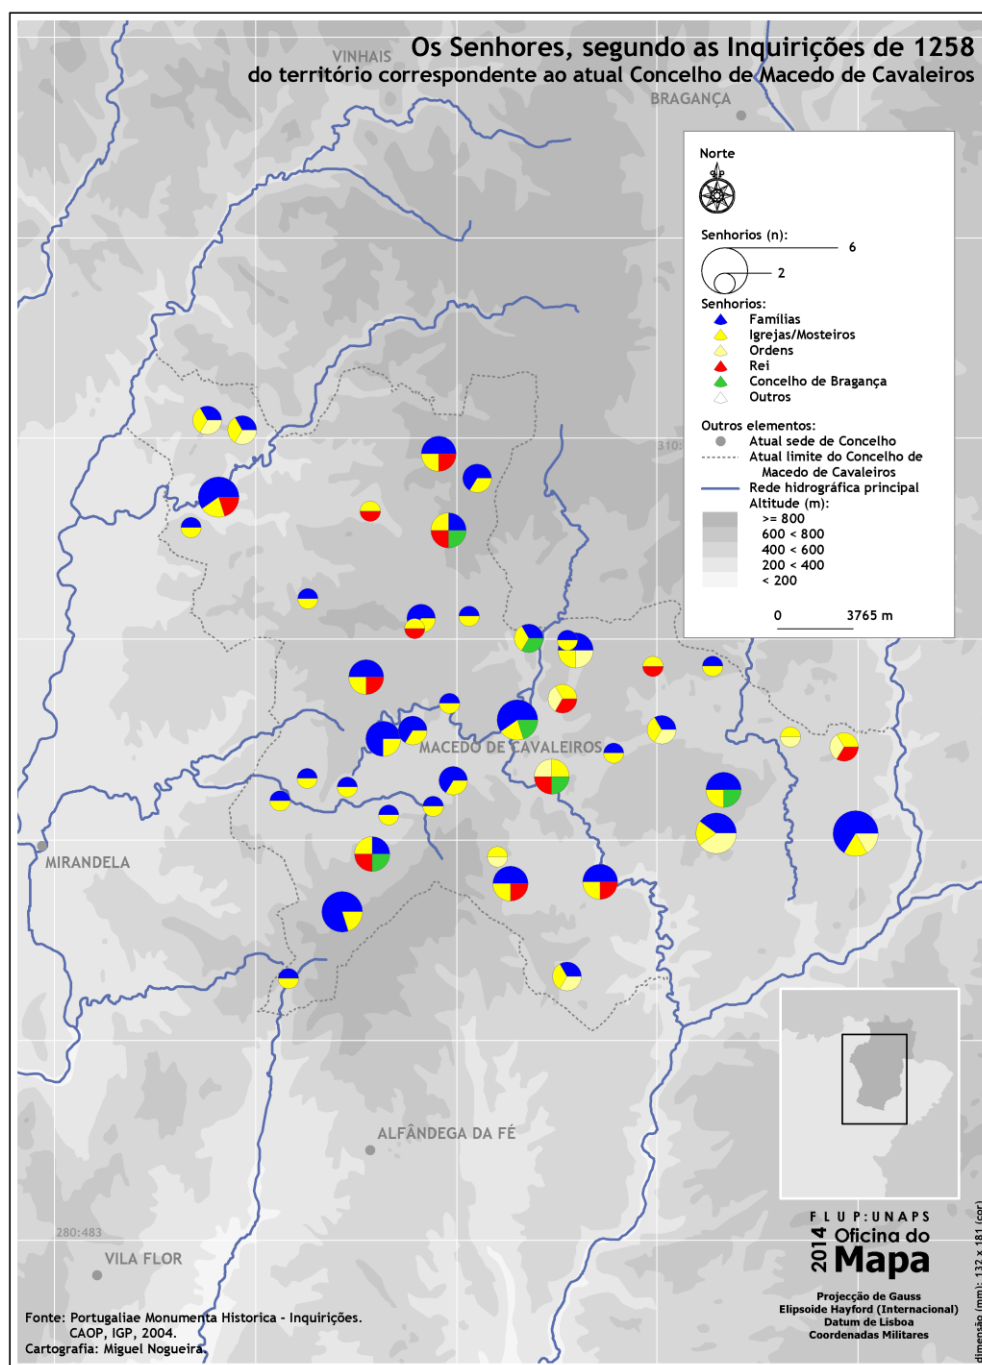 Os Senhores, segundo as Inquirições de 1258
do território correspondente ao atual Concelho de Macedo de Cavaleiros
VINHAIS
BRAGANÇA
Norte
Senhorios (n):
6
2
Senhorios:
Famílias
Igrejas/Mosteiros
Ordens
Rei
Concelho de Bragança
Outros
Outros elementos:
Atual sede de Concelho
Atual limite do Concelho de
Macedo de Cavaleiros
Rede hidrográfica principal
Altitude (m):
>= 800
600 < 800
400 < 600
200 < 400
< 200
0 3765 m
310:
MACEDO DE CAVALEIROS
MIRANDELA
ALFÂNDEGA DA FÉ
280:483
VILA FLOR
Fonte: Portugaliae Monumenta Historica - Inquirições.
CAOP, IGP, 2004.
Cartografia: Miguel Nogueira.
F L U P : U N A P S
2014 Oficina do
Mapa
Projecção de Gauss
Elipsoide Hayford (Internacional)
Datum de Lisboa
Coordenadas Militares
dimensão (mm): 132 x 181 (cor)